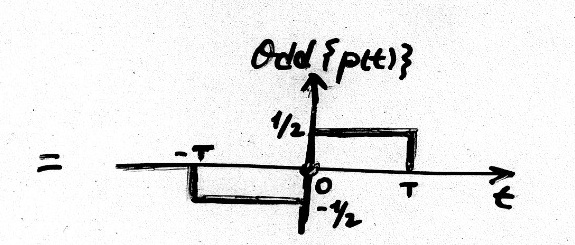 Odd {p(t)}
1/2
= -T
0 T t
-1/2